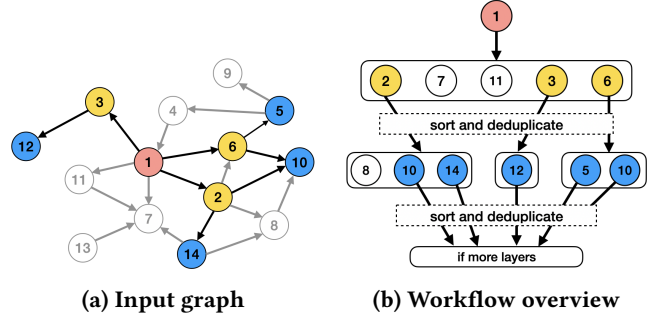 1
2 7 11 3 6
sort and deduplicate
8 10 14 12 5 10
sort and deduplicate
if more layers
9
3
4
5
12
6
1
10
11
2
7
8
13
14
(a) Input graph
(b) Workflow overview